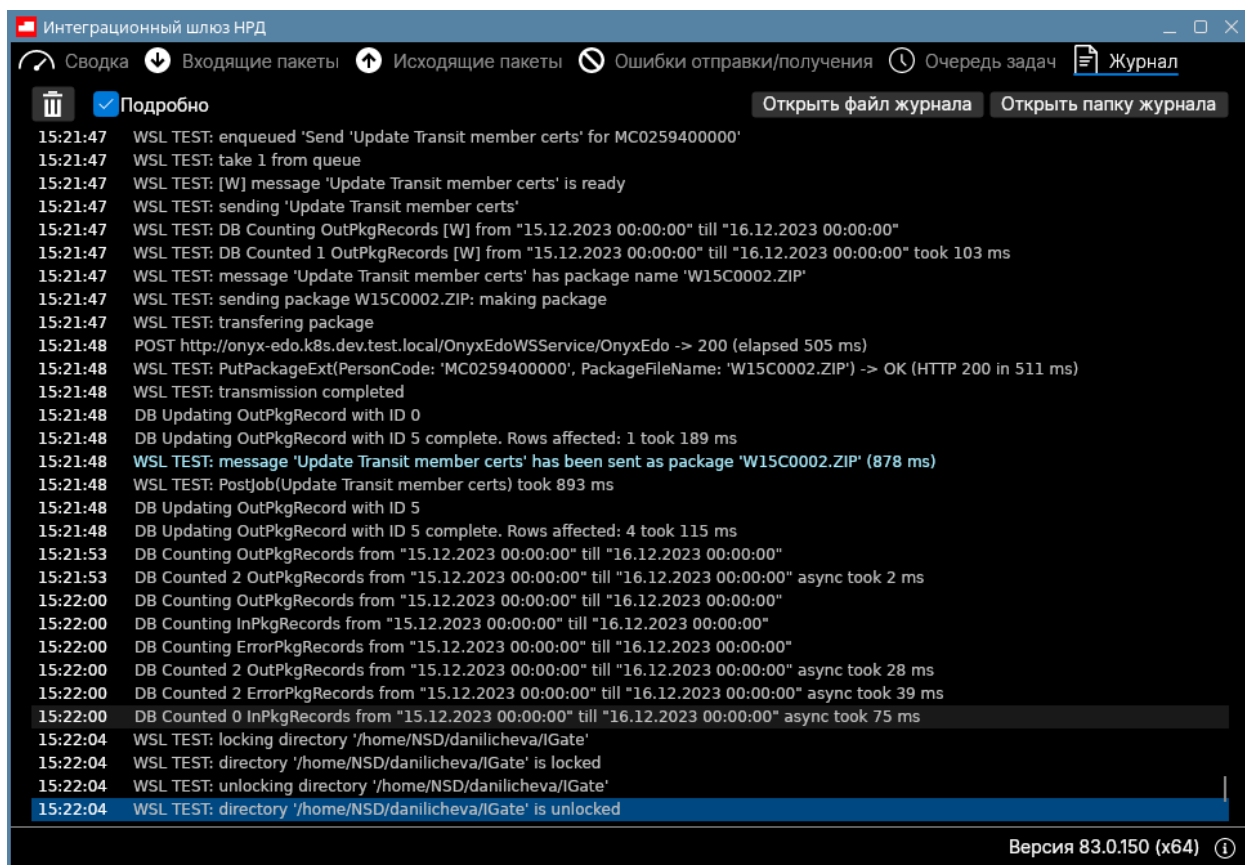 Интеграционный шлюз НРД
Сводка Входящие пакеты Исходящие пакеты Ошибки отправки/получения Очередь задач Журнал
Подробно Открыть файл журнала Открыть папку журнала
15:21:47 WSL TEST: enqueued 'Send 'Update Transit member certs' for MC0259400000'
15:21:47 WSL TEST: take 1 from queue
15:21:47 WSL TEST: [W] message 'Update Transit member certs' is ready
15:21:47 WSL TEST: sending 'Update Transit member certs'
15:21:47 WSL TEST: DB Counting OutPkgRecords [W] from "15.12.2023 00:00:00" till "16.12.2023 00:00:00"
15:21:47 WSL TEST: DB Counted 1 OutPkgRecords [W] from "15.12.2023 00:00:00" till "16.12.2023 00:00:00" took 103 ms
15:21:47 WSL TEST: message 'Update Transit member certs' has package name 'W15C0002.ZIP'
15:21:47 WSL TEST: sending package W15C0002.ZIP: making package
15:21:47 WSL TEST: transfering package
15:21:48 POST http://onyx-edo.k8s.dev.test.local/OnyxEdoWSService/OnyxEdo -> 200 (elapsed 505 ms)
15:21:48 WSL TEST: PutPackageExt(PersonCode: 'MC0259400000', PackageFileName: 'W15C0002.ZIP') -> OK (HTTP 200 in 511 ms)
15:21:48 WSL TEST: transmission completed
15:21:48 DB Updating OutPkgRecord with ID 0
15:21:48 DB Updating OutPkgRecord with ID 5 complete. Rows affected: 1 took 189 ms
15:21:48 WSL TEST: message 'Update Transit member certs' has been sent as package 'W15C0002.ZIP' (878 ms)
15:21:48 WSL TEST: PostJob(Update Transit member certs) took 893 ms
15:21:48 DB Updating OutPkgRecord with ID 5
15:21:48 DB Updating OutPkgRecord with ID 5 complete. Rows affected: 4 took 115 ms
15:21:53 DB Counting OutPkgRecords from "15.12.2023 00:00:00" till "16.12.2023 00:00:00"
15:21:53 DB Counted 2 OutPkgRecords from "15.12.2023 00:00:00" till "16.12.2023 00:00:00" async took 2 ms
15:22:00 DB Counting OutPkgRecords from "15.12.2023 00:00:00" till "16.12.2023 00:00:00"
15:22:00 DB Counting InPkgRecords from "15.12.2023 00:00:00" till "16.12.2023 00:00:00"
15:22:00 DB Counting ErrorPkgRecords from "15.12.2023 00:00:00" till "16.12.2023 00:00:00"
15:22:00 DB Counted 2 OutPkgRecords from "15.12.2023 00:00:00" till "16.12.2023 00:00:00" async took 28 ms
15:22:00 DB Counted 2 ErrorPkgRecords from "15.12.2023 00:00:00" till "16.12.2023 00:00:00" async took 39 ms
15:22:00 DB Counted 0 InPkgRecords from "15.12.2023 00:00:00" till "16.12.2023 00:00:00" async took 75 ms
15:22:04 WSL TEST: locking directory '/home/NSD/danilicheva/IGate'
15:22:04 WSL TEST: directory '/home/NSD/danilicheva/IGate' is locked
15:22:04 WSL TEST: unlocking directory '/home/NSD/danilicheva/IGate'
15:22:04 WSL TEST: directory '/home/NSD/danilicheva/IGate' is unlocked
Версия 83.0.150 (x64)